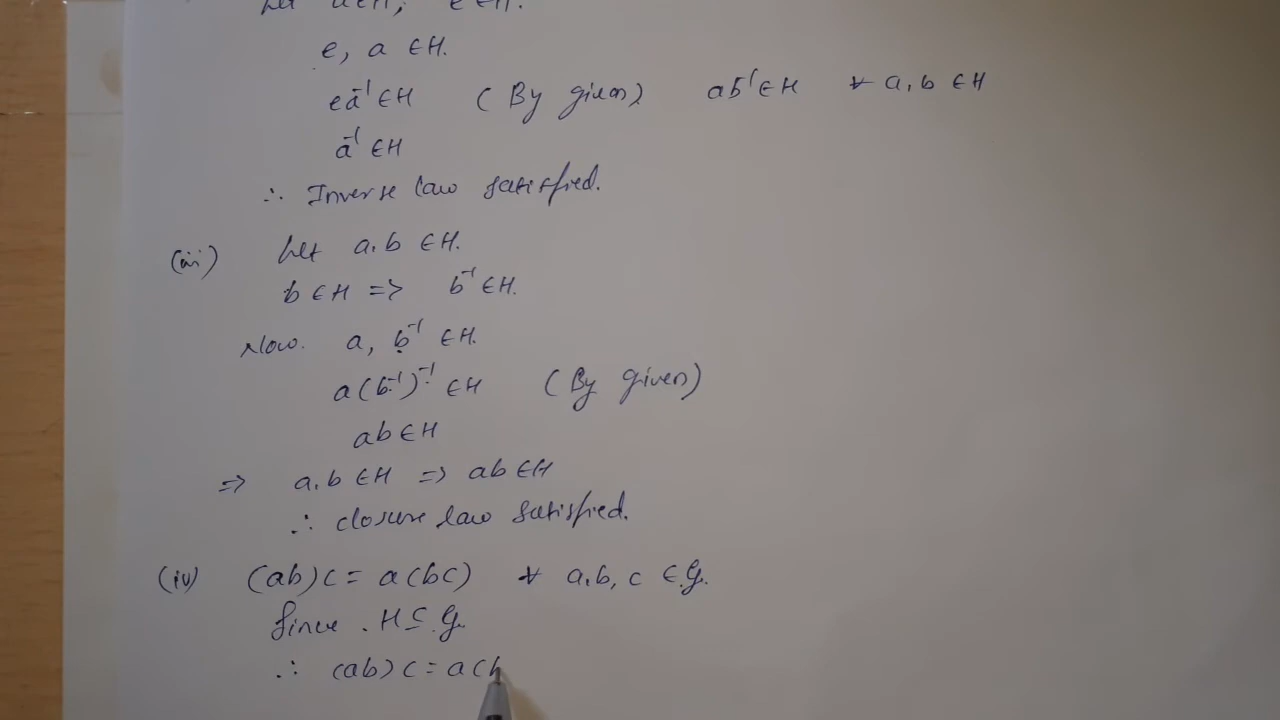 Let a∈H, e∈H.
e, a ∈H.
ea⁻¹∈H (By given) ab⁻¹∈H ∀ a,b ∈H
a⁻¹ ∈H
∴ Inverse law satisfied.
(iii) Let a,b ∈H.
b∈H => b⁻¹∈H.
Now. a, b⁻¹ ∈H.
a(b⁻¹)⁻¹ ∈H (By given)
ab∈H
=> a,b∈H => ab∈H
∴ closure law satisfied.
(iv) (ab)c = a(bc) ∀ a,b,c ∈G.
Since H⊆G.
∴ (ab)c = a(b